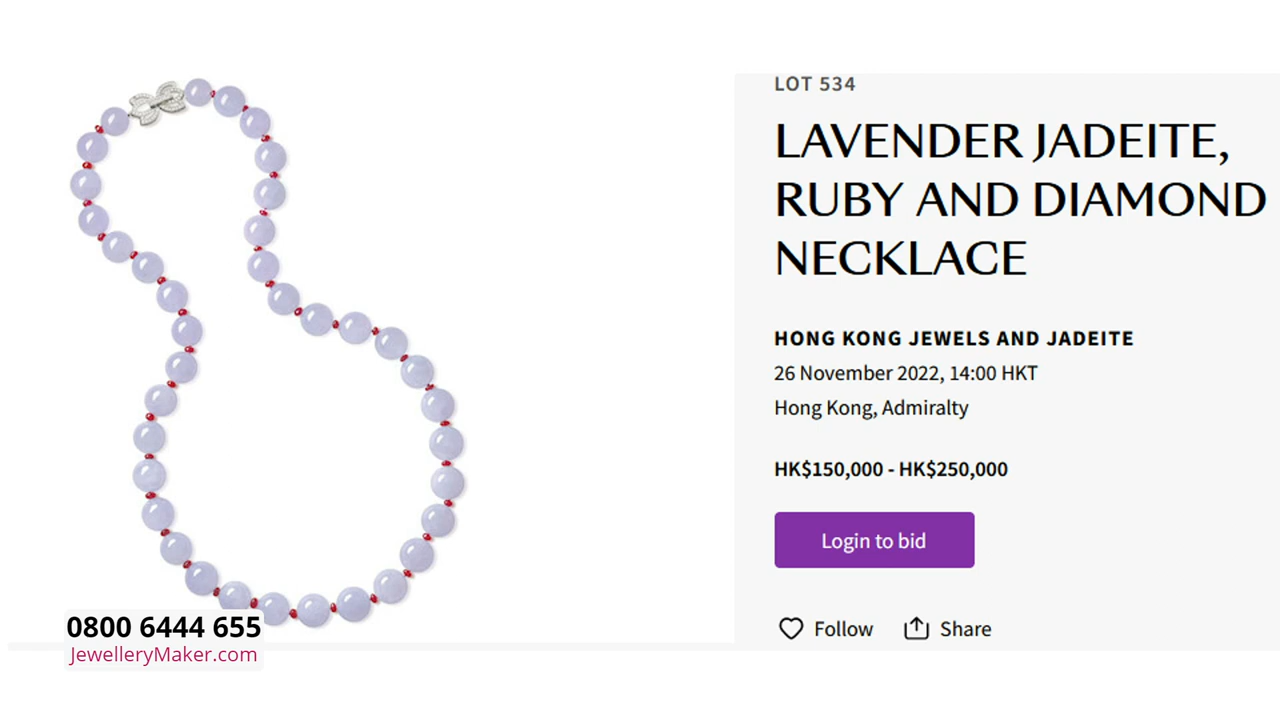 LOT 534
LAVENDER JADEITE,
RUBY AND DIAMOND
NECKLACE
HONG KONG JEWELS AND JADEITE
26 November 2022, 14:00 HKT
Hong Kong, Admiralty
HK$150,000 - HK$250,000
Login to bid
Follow Share
0800 6444 655
JewelleryMaker.com